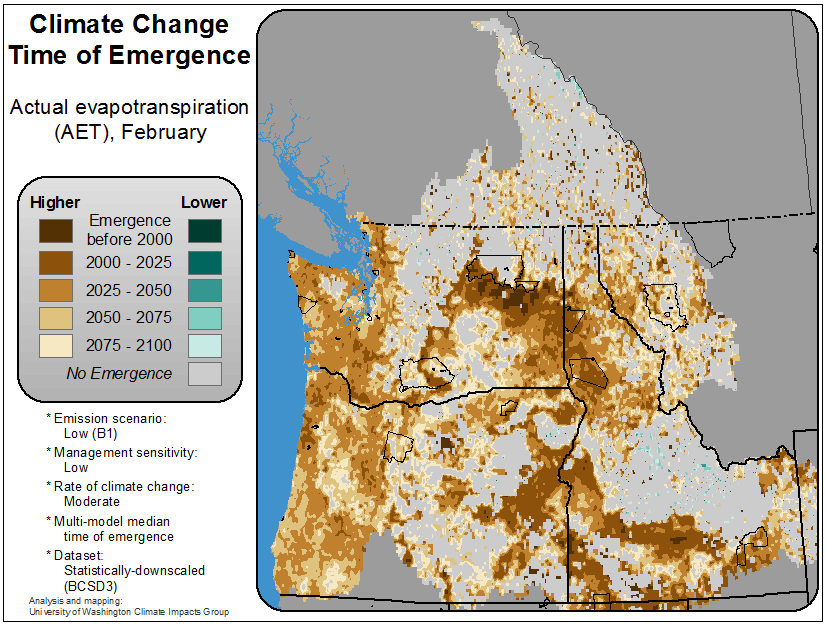 Climate Change
Time of Emergence
Actual evapotranspiration
(AET), February
Higher Lower
Emergence
before 2000
2000 - 2025
2025 - 2050
2050 - 2075
2075 - 2100
No Emergence
* Emission scenario:
Low (B1)
* Management sensitivity:
Low
* Rate of climate change:
Moderate
* Multi-model median
time of emergence
* Dataset:
Statistically-downscaled
(BCSD3)
Analysis and mapping:
University of Washington Climate Impacts Group